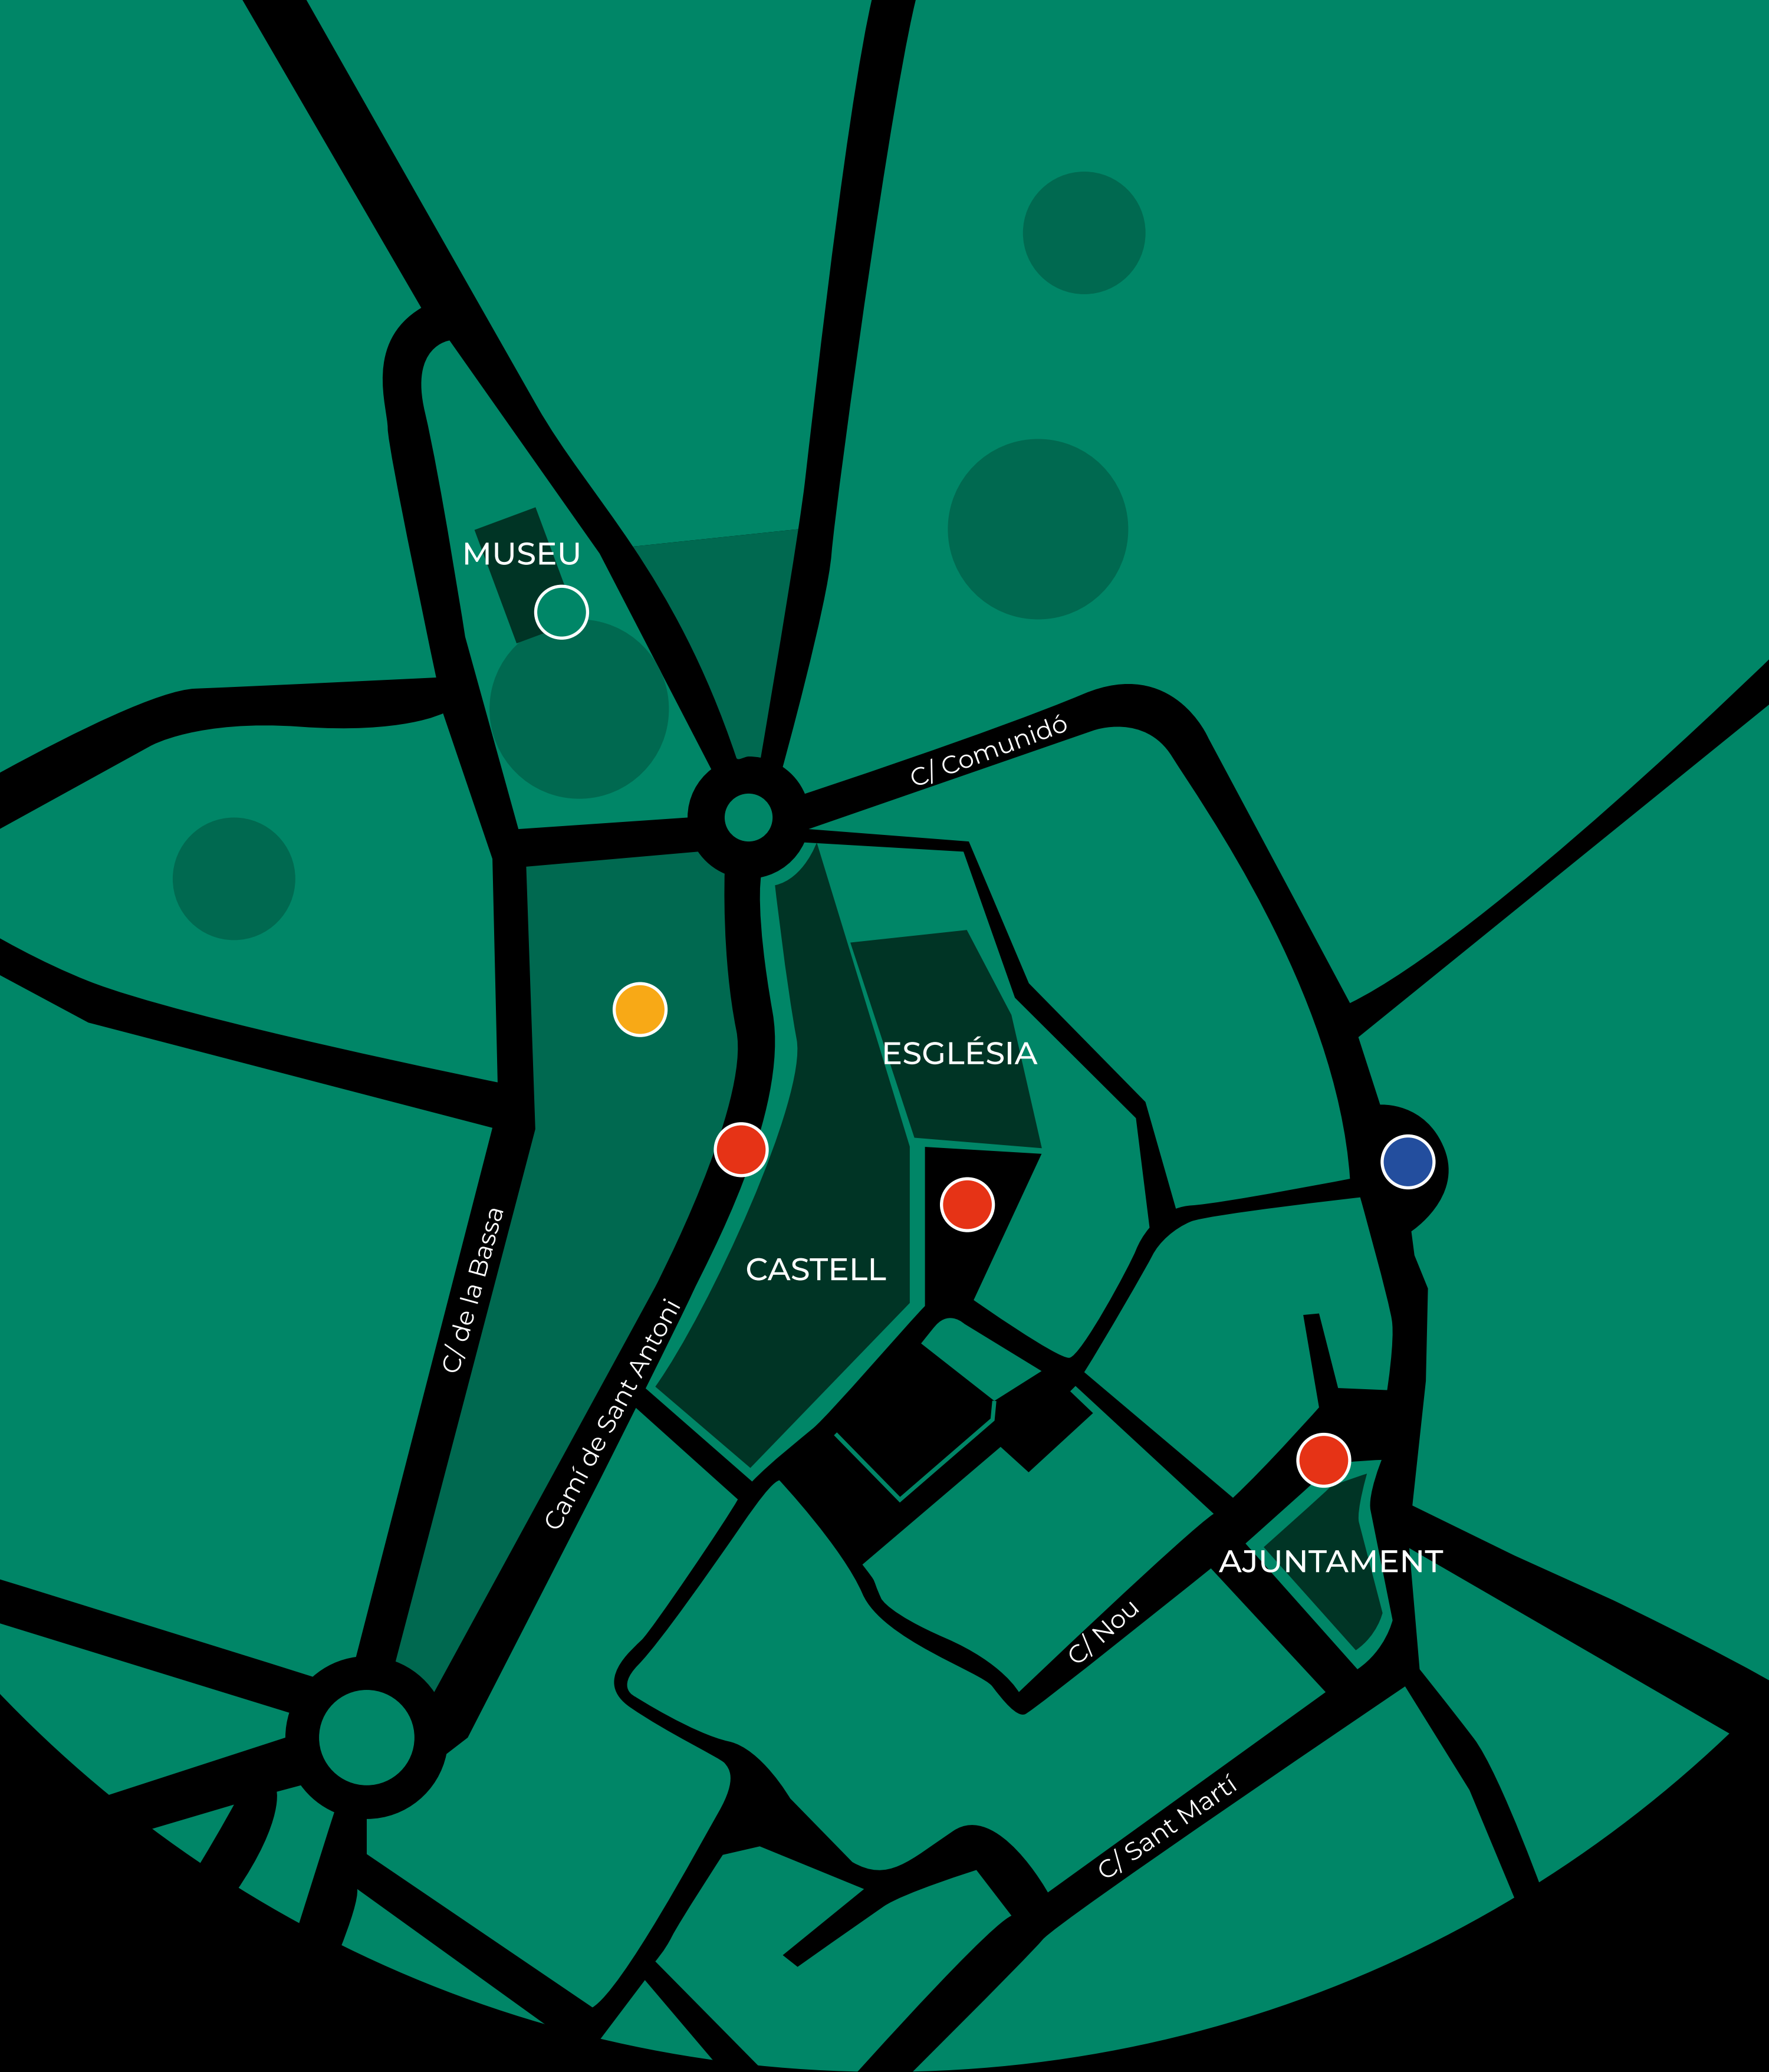 MUSEU
C/ Comunidó
ESGLÉSIA
CASTELL
C/ de la Bassa
Camí de Sant Antoni
AJUNTAMENT
C/ Nou
C/ Sant Martí